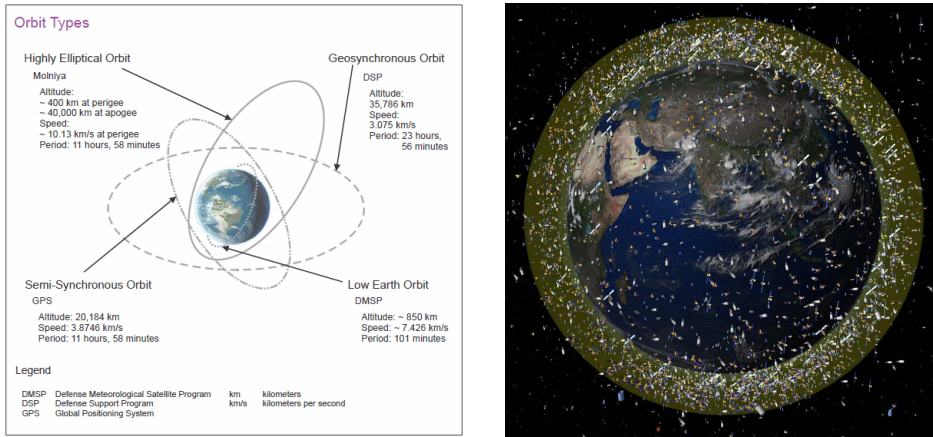 Orbit Types
Highly Elliptical Orbit
Molniya
Altitude:
~ 400 km at perigee
~ 40,000 km at apogee
Speed:
~ 10.13 km/s at perigee
Period: 11 hours, 58 minutes
Geosynchronous Orbit
DSP
Altitude:
35,786 km
Speed:
3.075 km/s
Period: 23 hours,
56 minutes
Semi-Synchronous Orbit
GPS
Altitude: 20,184 km
Speed: 3.8746 km/s
Period: 11 hours, 58 minutes
Low Earth Orbit
DMSP
Altitude: ~ 850 km
Speed: ~ 7.426 km/s
Period: 101 minutes
Legend
DMSP Defense Meteorological Satellite Program km kilometers
DSP Defense Support Program km/s kilometers per second
GPS Global Positioning System